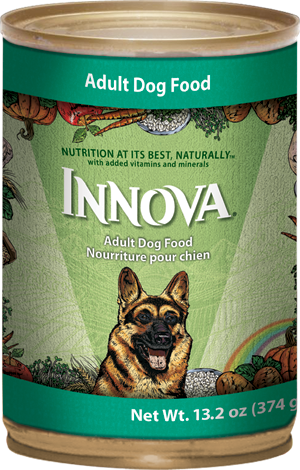 Adult Dog Food
NUTRITION AT ITS BEST, NATURALLY™
with added vitamins and minerals
INNOVA®
Adult Dog Food
Nourriture pour chien
Net Wt. 13.2 oz (374 g